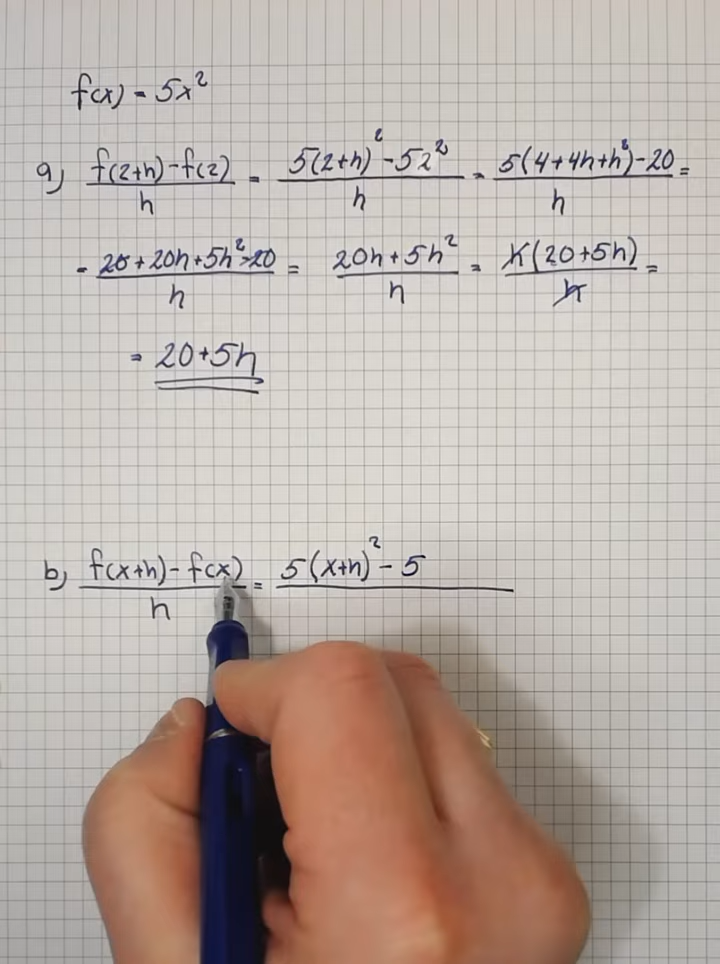 f(x) = 5x²
a) f(2+h)-f(2)/h = 5(2+h)²-5·2²/h = 5(4+4h+h²)-20/h =
= 20+20h+5h²-20/h = 20h+5h²/h = h(20+5h)/h =
= 20+5h
b) f(x+h)-f(x)/h = 5(x+h)²-5